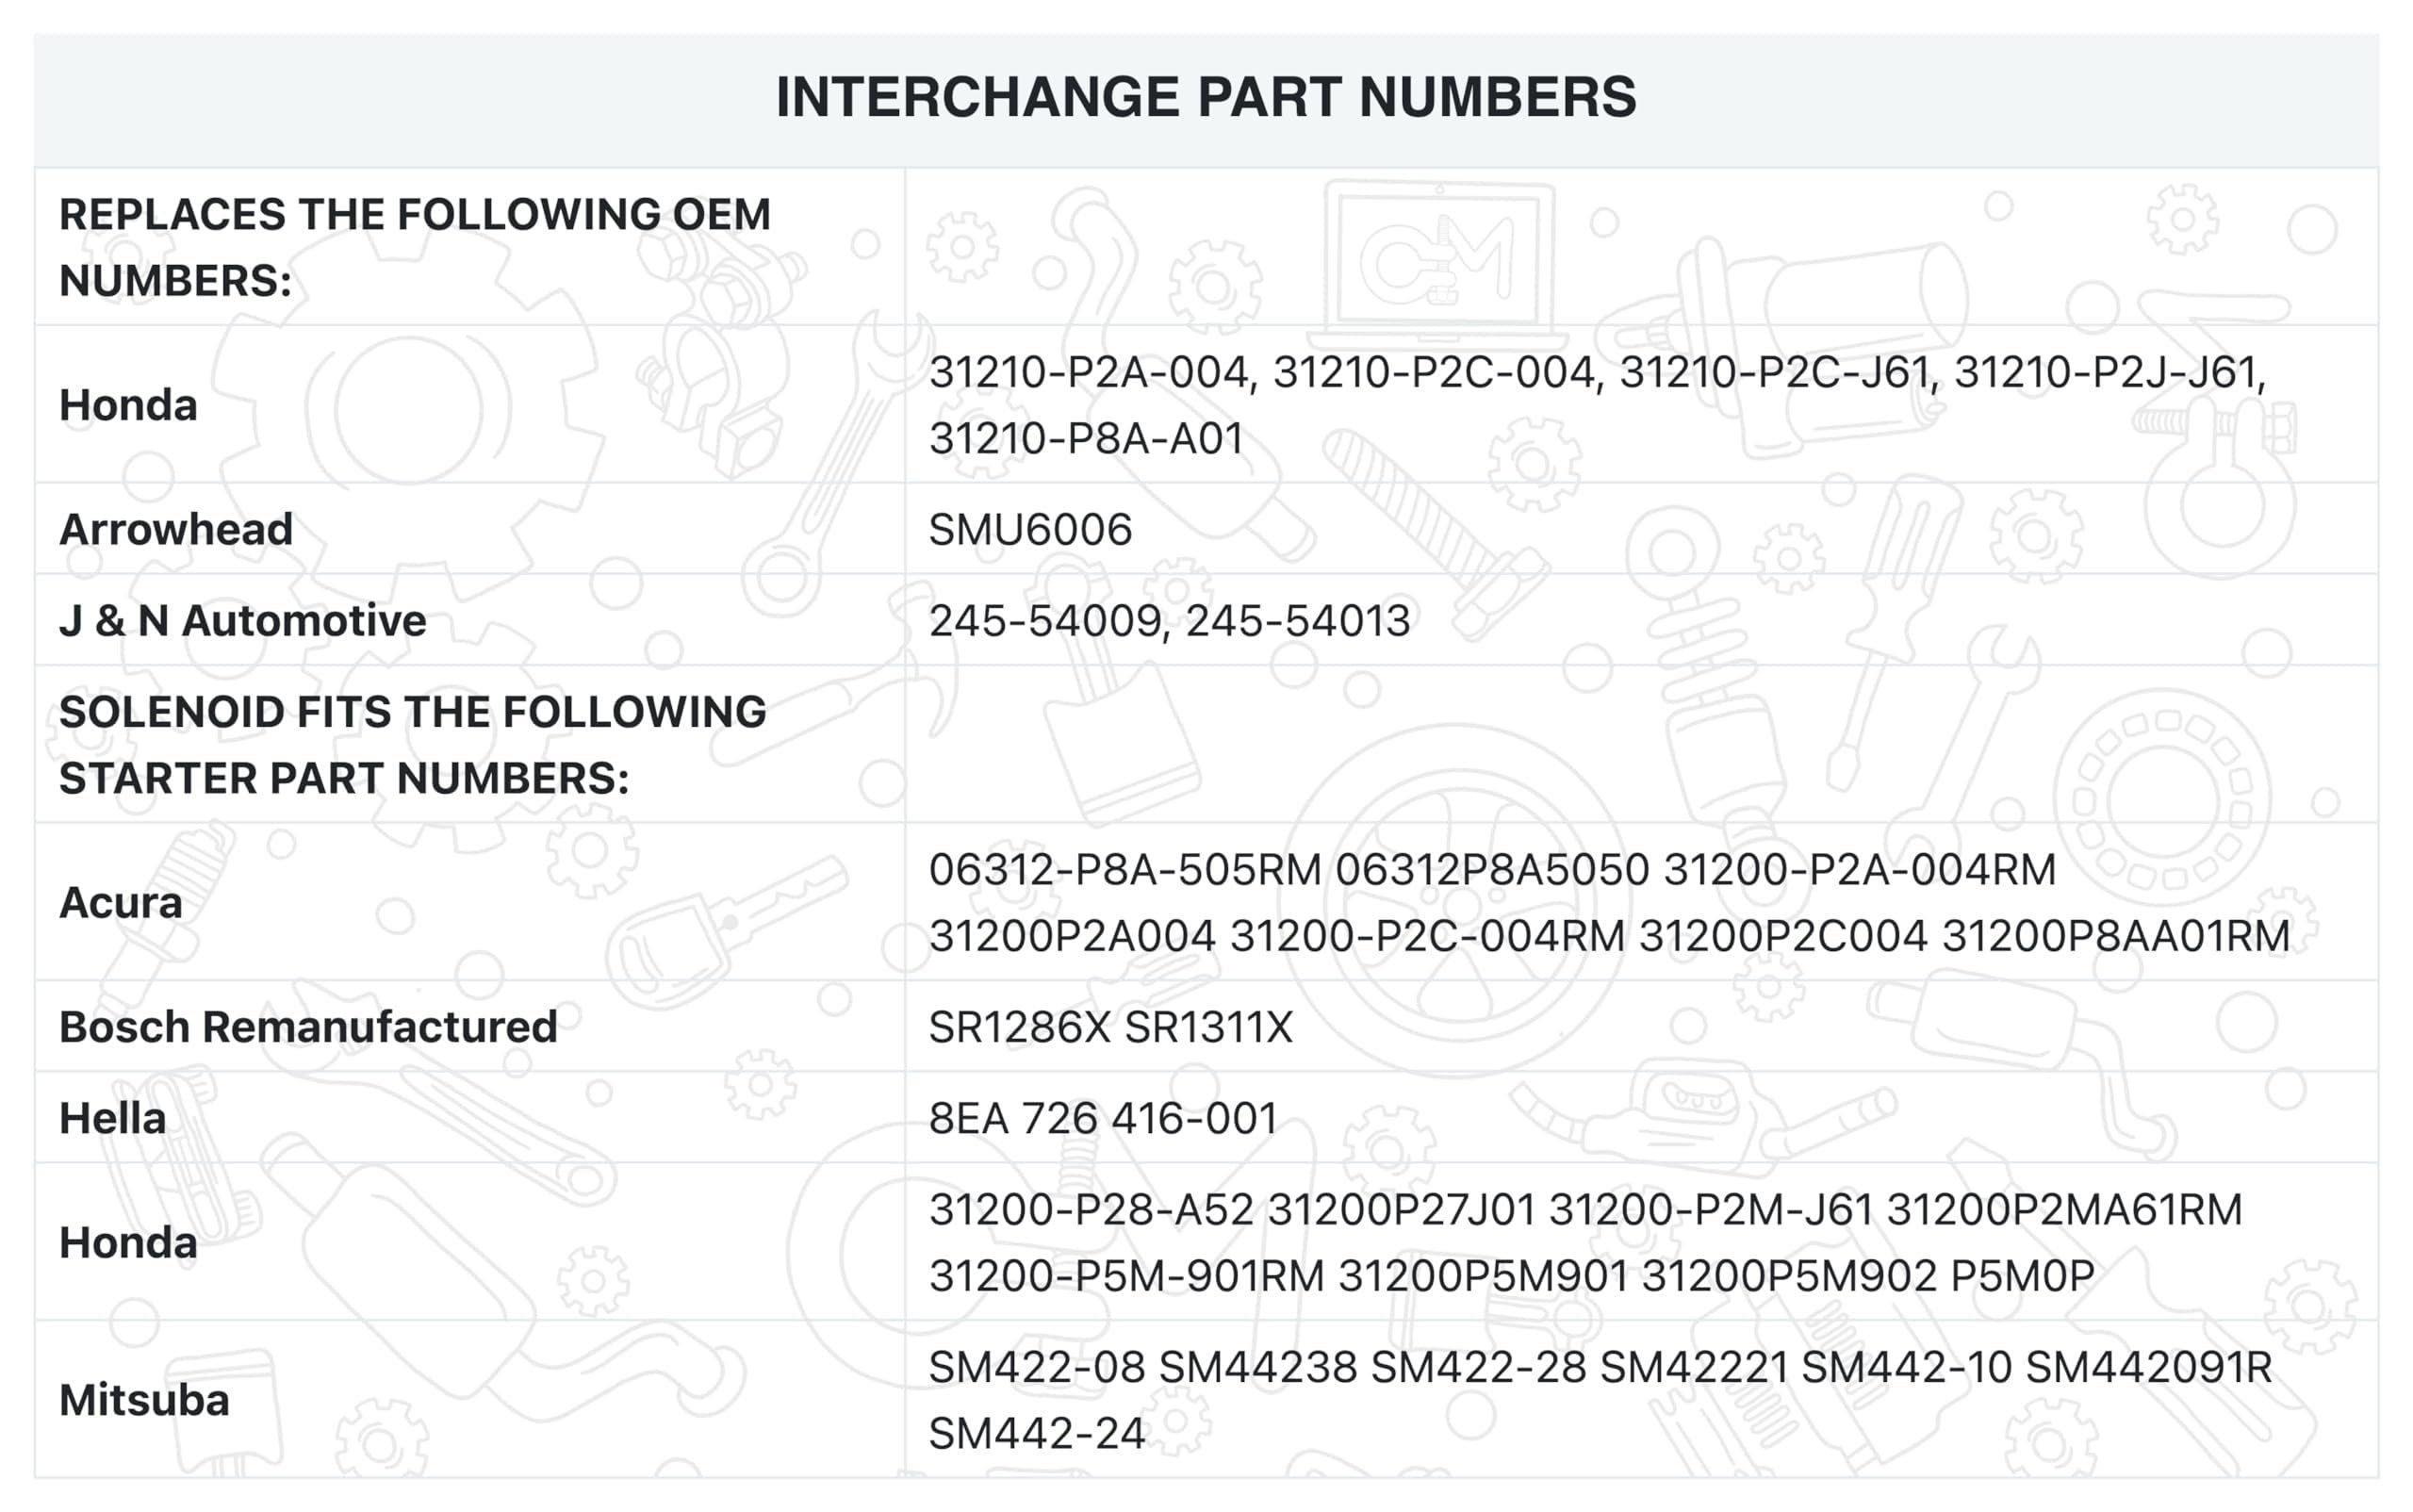 INTERCHANGE PART NUMBERS
REPLACES THE FOLLOWING OEM
NUMBERS:
Honda
31210-P2A-004, 31210-P2C-004, 31210-P2C-J61, 31210-P2J-J61,
31210-P8A-A01
Arrowhead
SMU6006
J & N Automotive
245-54009, 245-54013
SOLENOID FITS THE FOLLOWING
STARTER PART NUMBERS:
Acura
06312-P8A-505RM 06312P8A5050 31200-P2A-004RM
31200P2A004 31200-P2C-004RM 31200P2C004 31200P8AA01RM
Bosch Remanufactured
SR1286X SR1311X
Hella
8EA 726 416-001
Honda
31200-P28-A52 31200P27J01 31200-P2M-J61 31200P2MA61RM
31200-P5M-901RM 31200P5M901 31200P5M902 P5M0P
Mitsuba
SM422-08 SM44238 SM422-28 SM42221 SM442-10 SM442091R
SM442-24